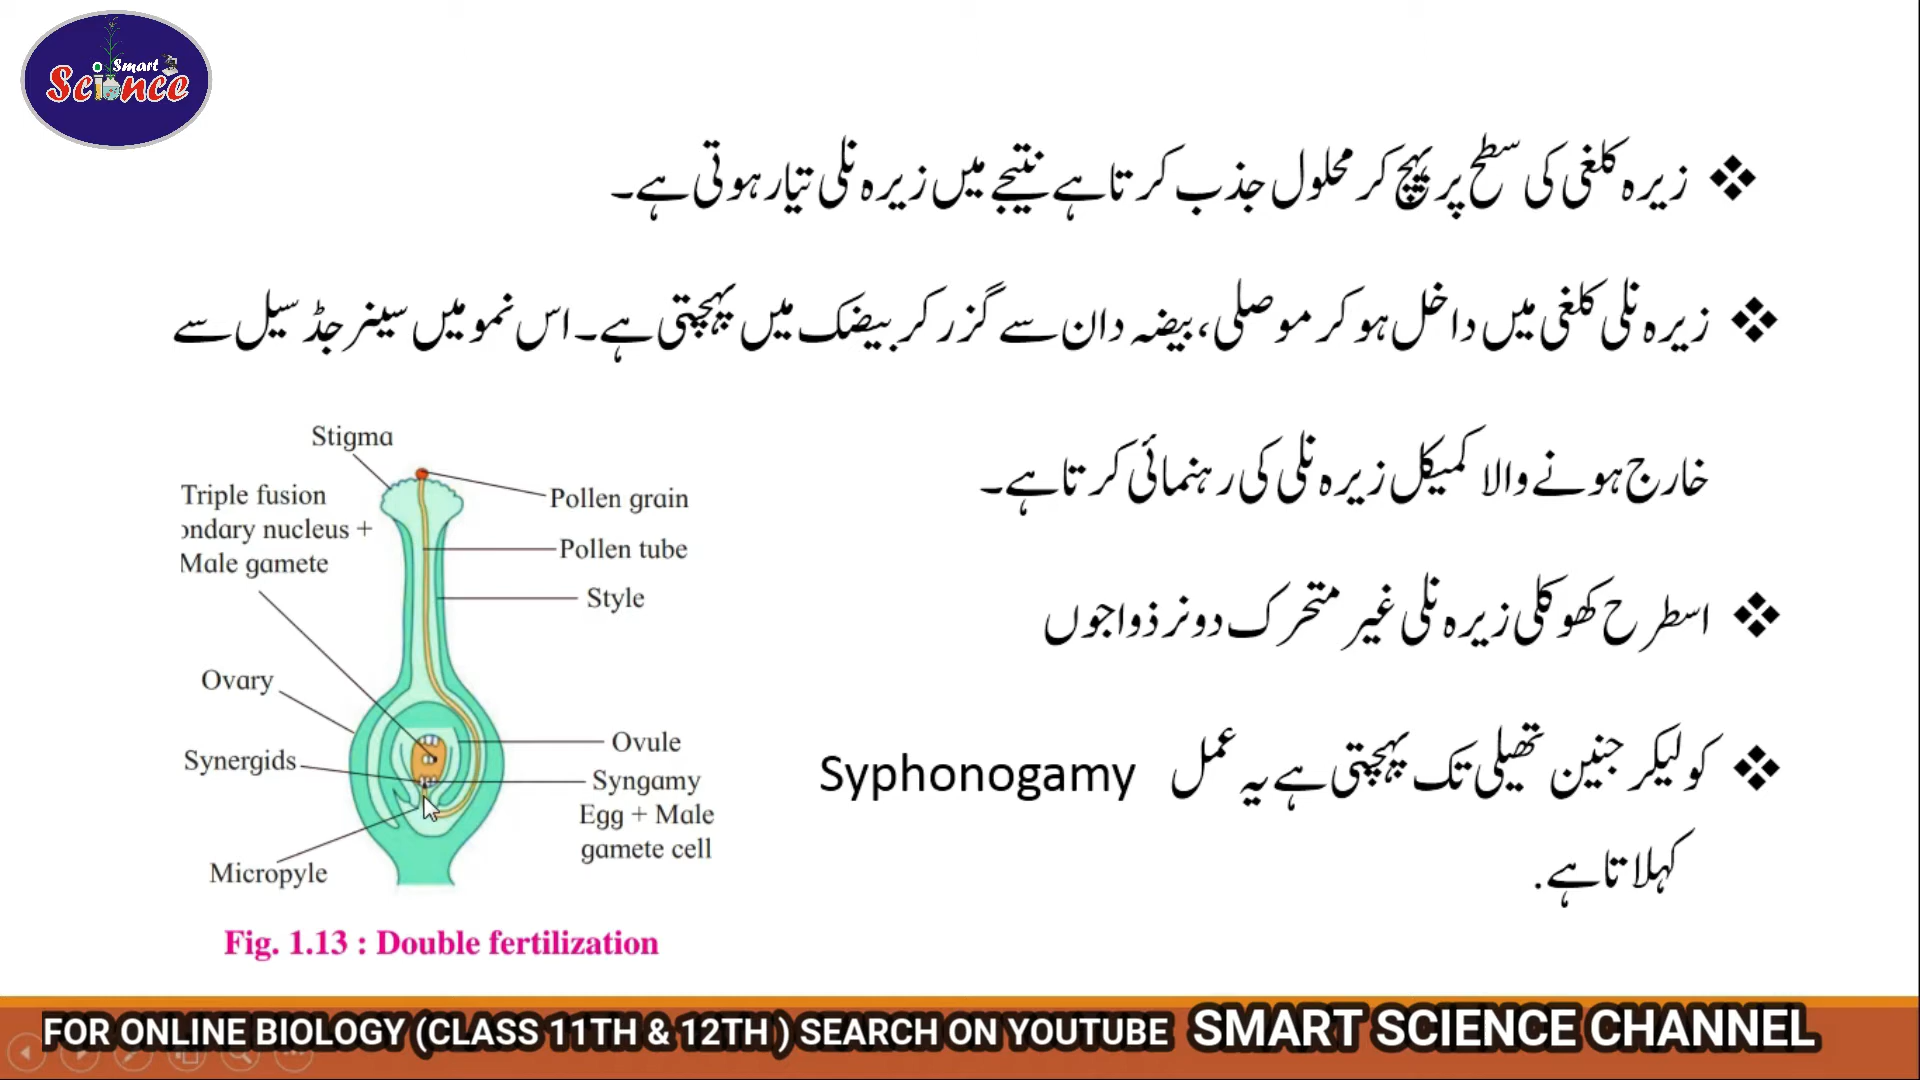 Smart
Science
زیرہ کلغی کی سطح پر پہنچ کر محلول جذب کرتا ہے نتیجے میں زیرہ نلی تیار ہوتی ہے۔
زیرہ نلی کلغی میں داخل ہو کر موصلی، بیضہ دان سے گزر کر بیضک میں پہنچتی ہے۔ اس نمو میں سینر جڈ سیل سے
خارج ہونے والا کمیکل زیرہ نلی کی رہنمائی کرتا ہے۔
اسطرح کھوکلی زیرہ نلی غیر متحرک دو نر ذواجوں
کو لیکر جنین تھیلی تک پہنچتی ہے یہ عمل Syphonogamy
کہلاتا ہے.
Stigma
Triple fusion
ondary nucleus +
Male gamete
Pollen grain
Pollen tube
Style
Ovary
Synergids
Ovule
Syngamy
Egg + Male
gamete cell
Micropyle
Fig. 1.13 : Double fertilization
FOR ONLINE BIOLOGY (CLASS 11TH & 12TH ) SEARCH ON YOUTUBE SMART SCIENCE CHANNEL